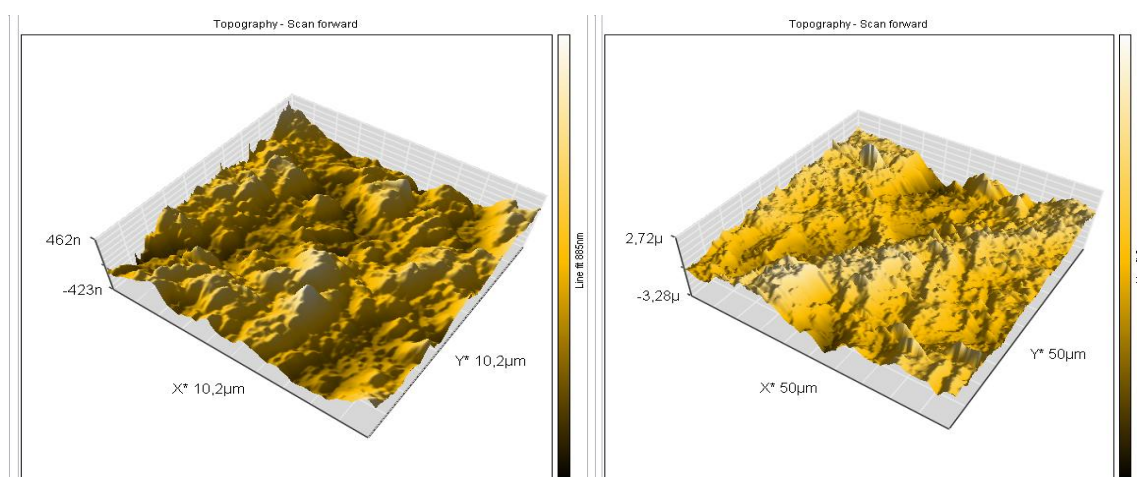 Topography - Scan forward
462n
-423n
X* 10,2µm
Y* 10,2µm
Line fit 885nm
Topography - Scan forward
2,72µ
-3,28µ
X* 50µm
Y* 50µm